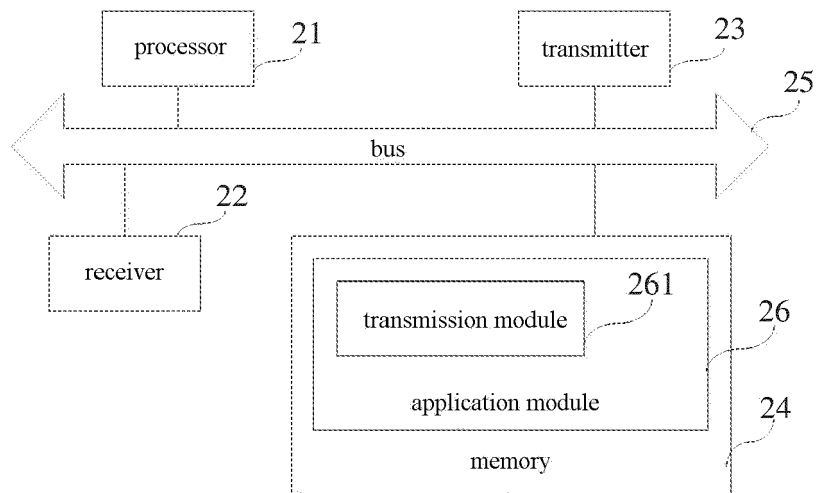 processor
21
transmitter
23
25
bus
22
receiver
261
transmission module
26
application module
24
memory